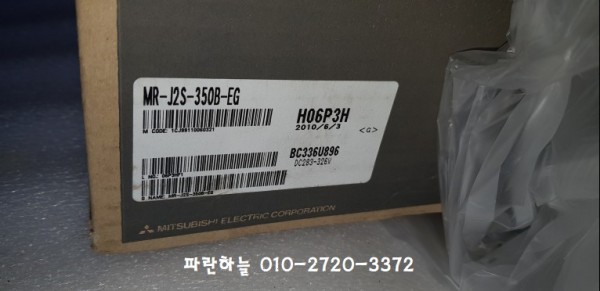 MR-J2S-350B-EG
H06P3H
2010/6/3
<G>
BC336U896
DC283-326V
MITSUBISHI ELECTRIC CORPORATION
파란하늘 010-2720-3372